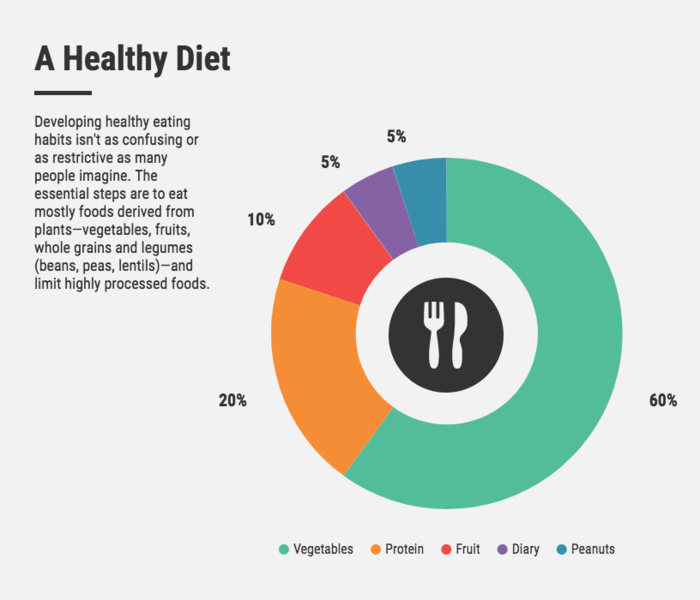 A Healthy Diet
Developing healthy eating
habits isn't as confusing or
as restrictive as many
people imagine. The
essential steps are to eat
mostly foods derived from
plants—vegetables, fruits,
whole grains and legumes
(beans, peas, lentils)—and
limit highly processed foods.
5%
5%
10%
20%
60%
Vegetables Protein Fruit Diary Peanuts